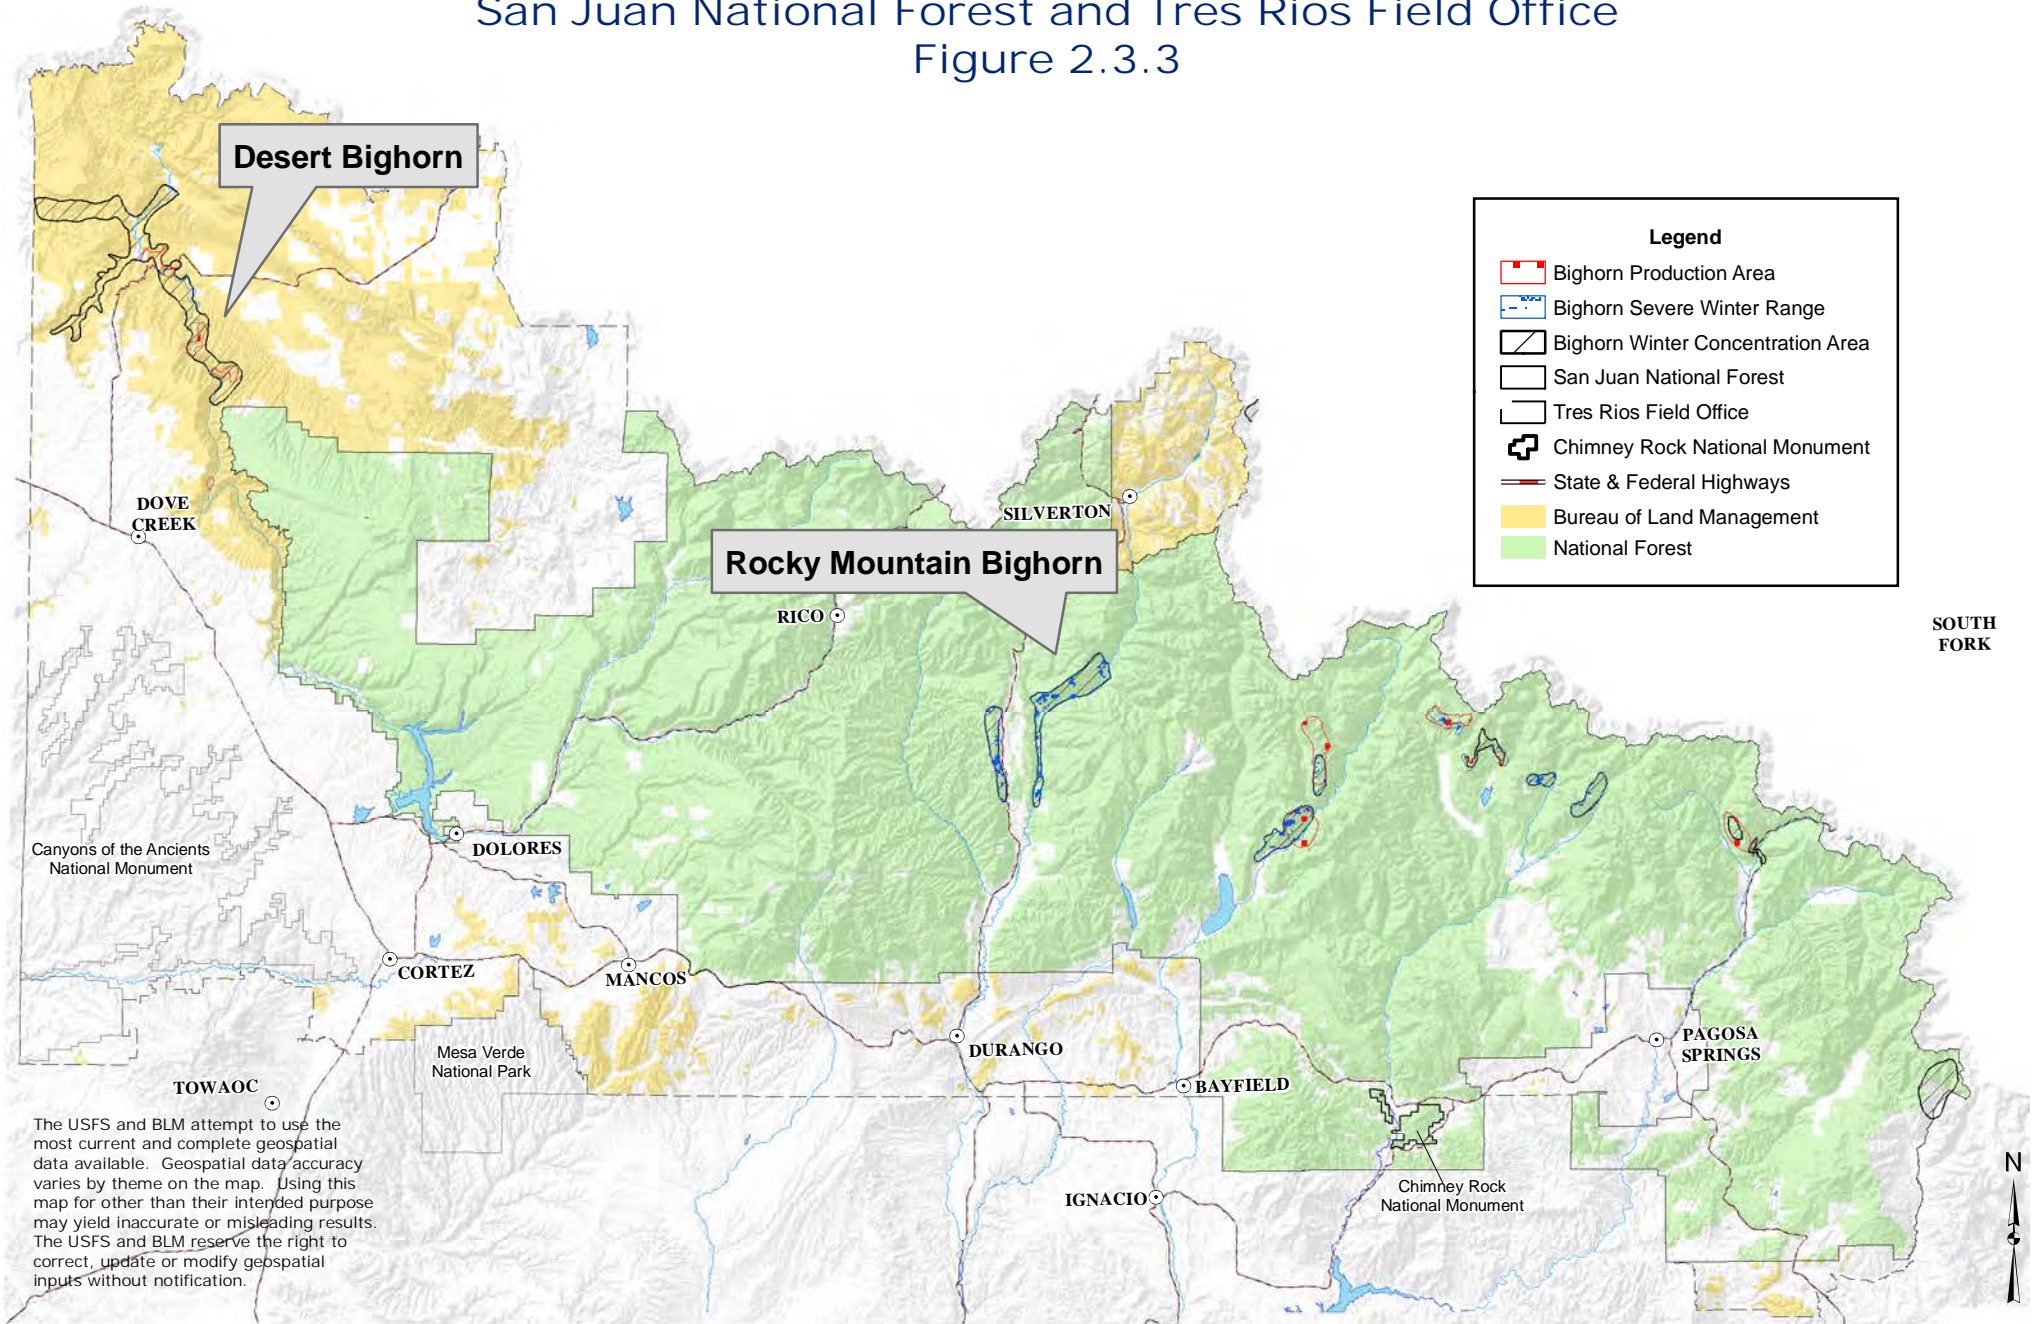 San Juan National Forest and Tres Rios Field Office
Figure 2.3.3
Desert Bighorn
Legend
Bighorn Production Area
Bighorn Severe Winter Range
Bighorn Winter Concentration Area
San Juan National Forest
Tres Rios Field Office
Chimney Rock National Monument
State & Federal Highways
Bureau of Land Management
National Forest
DOVE
CREEK
SILVERTON
Rocky Mountain Bighorn
RICO
SOUTH
FORK
Canyons of the Ancients
National Monument
DOLORES
CORTEZ
MANCOS
DURANGO
PAGOSA
SPRINGS
Mesa Verde
National Park
TOWAOC
BAYFIELD
The USFS and BLM attempt to use the
most current and complete geospatial
data available. Geospatial data accuracy
varies by theme on the map. Using this
map for other than their intended purpose
may yield inaccurate or misleading results.
The USFS and BLM reserve the right to
correct, update or modify geospatial
inputs without notification.
IGNACIO
Chimney Rock
National Monument
N